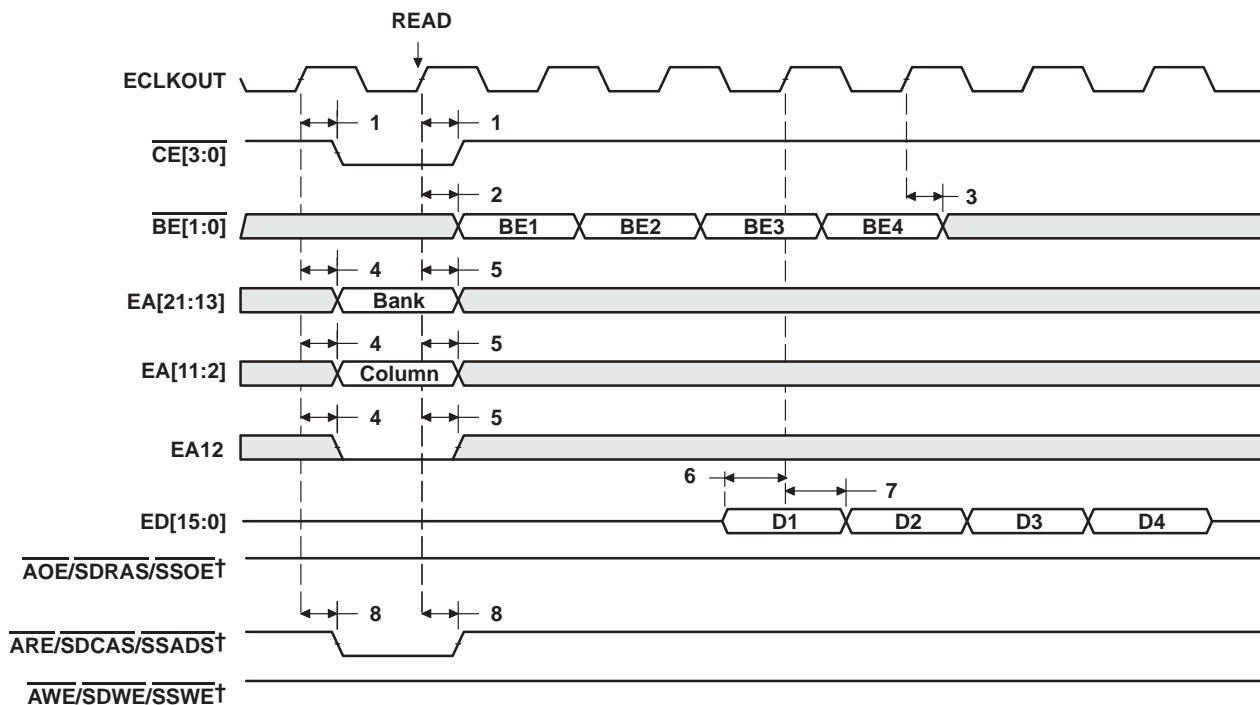 READ
ECLKOUT
1 1
CE[3:0]
2 3
BE[1:0] BE1 BE2 BE3 BE4
4 5
EA[21:13] Bank
4 5
EA[11:2] Column
4 5
EA12
6 7
ED[15:0] D1 D2 D3 D4
AOE/SDRAS/SSOE†
8 8
ARE/SDCAS/SSADS†
AWE/SDWE/SSWE†